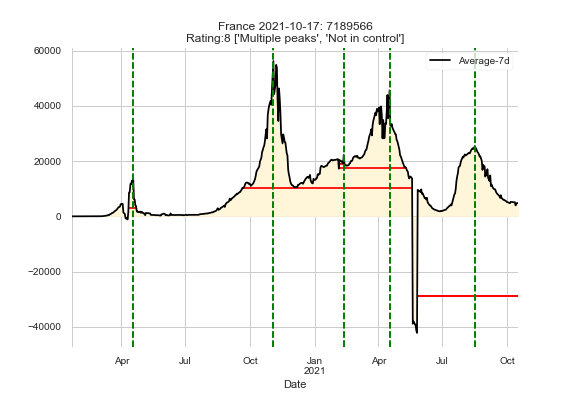 France 2021-10-17: 7189566
Rating:8 ['Multiple peaks', 'Not in control']
Average-7d
60000
40000
20000
0
−20000
−40000
Apr
Jul
Oct
Jan
2021
Apr
Jul
Oct
Date